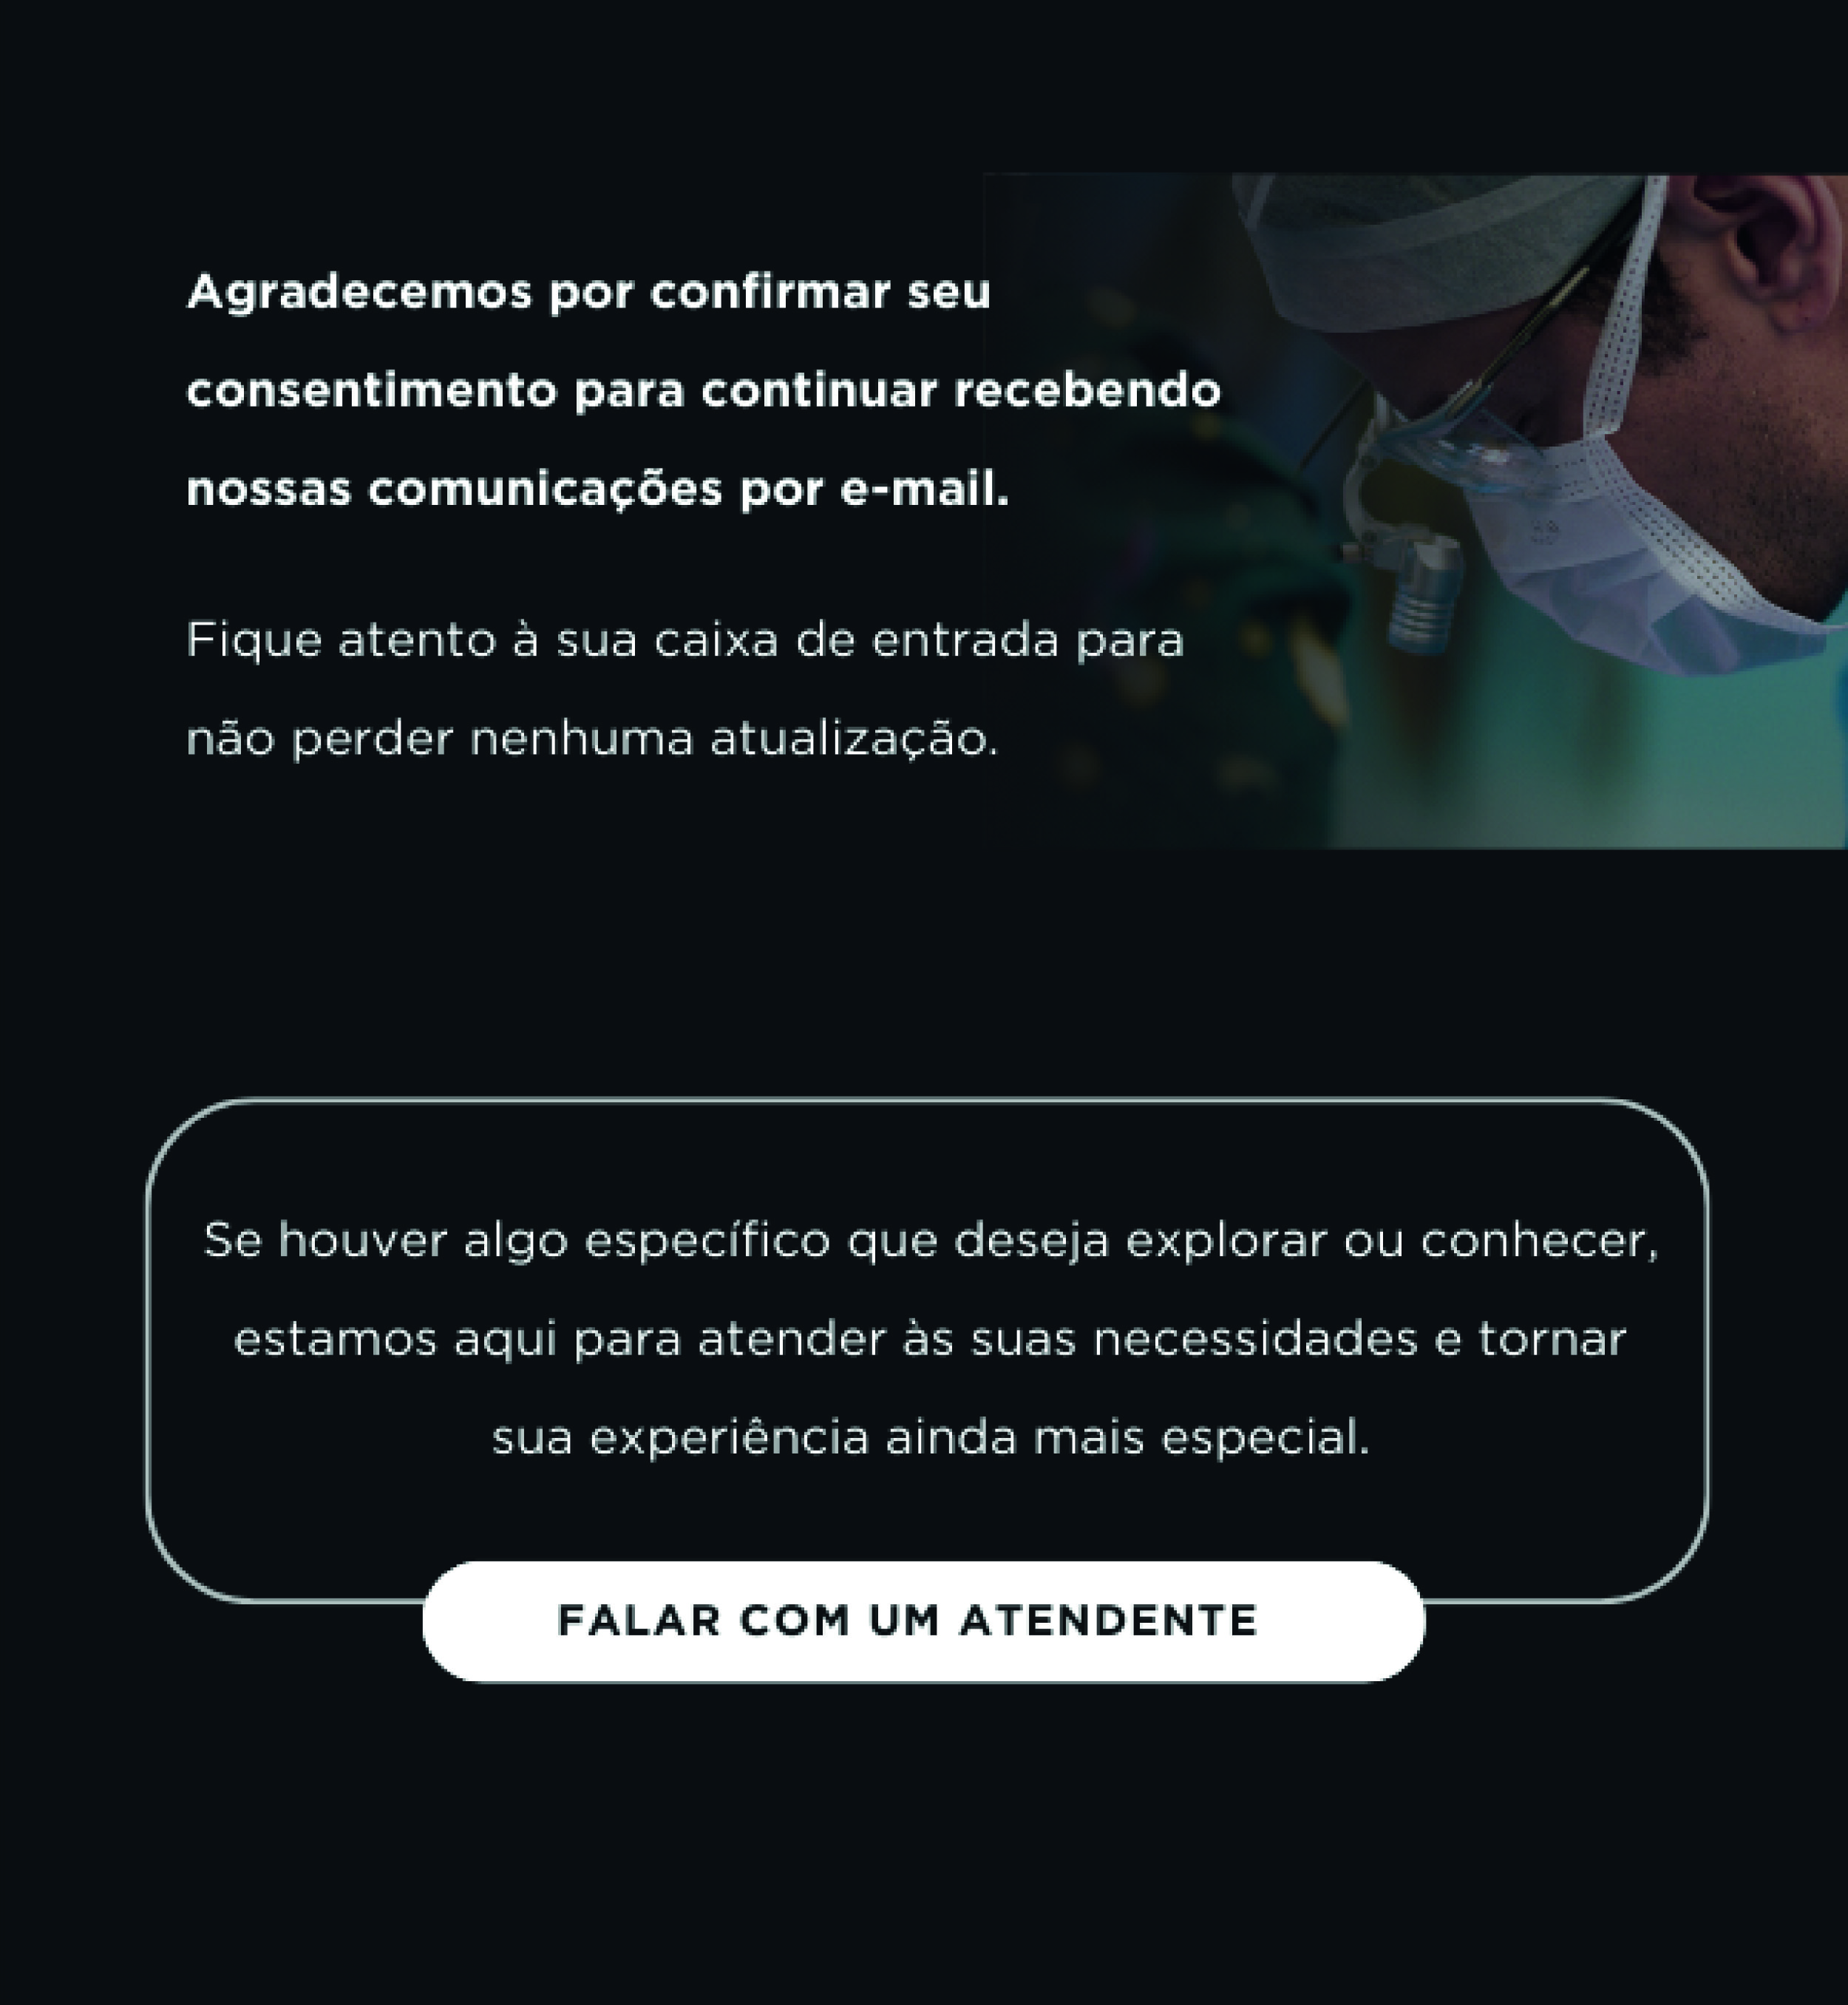 Agradecemos por confirmar seu
consentimento para continuar recebendo
nossas comunicações por e-mail.
Fique atento à sua caixa de entrada para
não perder nenhuma atualização.
Se houver algo específico que deseja explorar ou conhecer,
estamos aqui para atender às suas necessidades e tornar
sua experiência ainda mais especial.
FALAR COM UM ATENDENTE